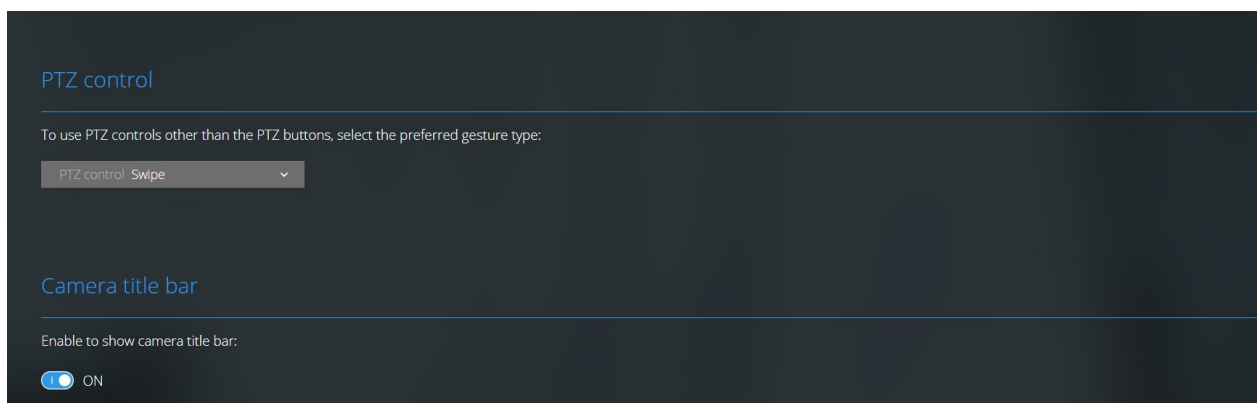 PTZ control
To use PTZ controls other than the PTZ buttons, select the preferred gesture type:
PTZ control Swipe
Camera title bar
Enable to show camera title bar:
ON